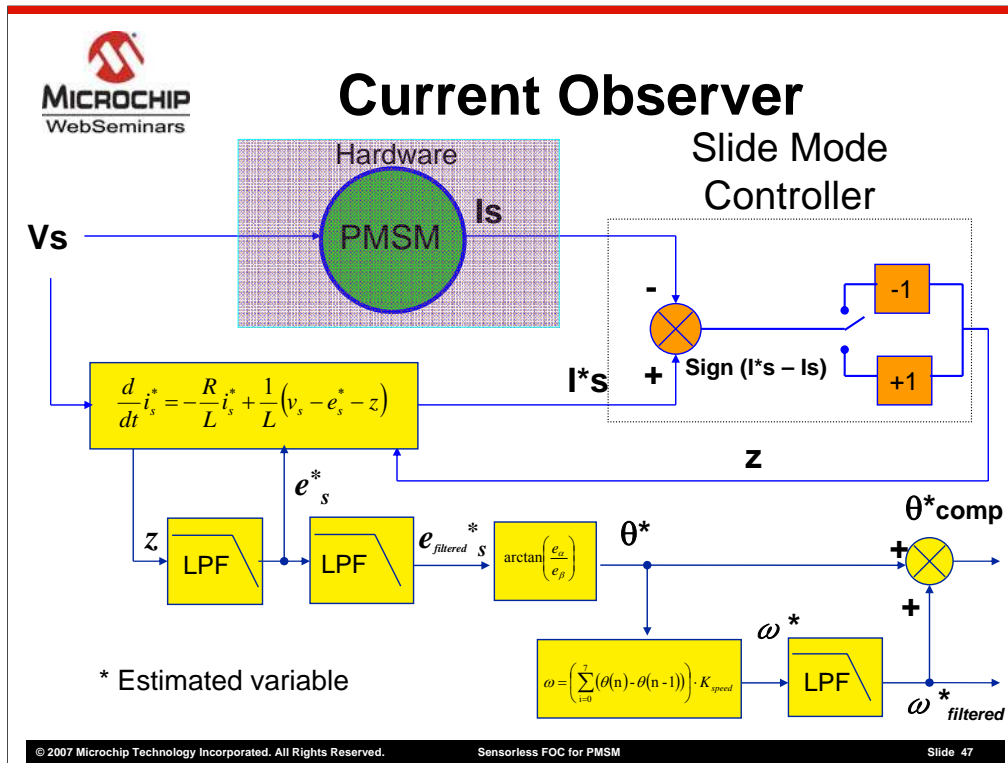 MICROCHIP
WebSeminars
Current Observer
Hardware
Slide Mode
Controller
Vs
PMSM
Is
-
-1
+
I*s
Sign (I*s – Is)
+1
d/dt i*s = -R/L i*s + 1/L (vs - e*s - z)
z
e*s
z
LPF
LPF
e filtered *s
arctan(eα/eβ)
θ*
θ*comp
+
+
ω = (∑ i=0 7 (θ(n) - θ(n -1))) · Kspeed
ω*
LPF
ω*filtered
* Estimated variable
© 2007 Microchip Technology Incorporated. All Rights Reserved.
Sensorless FOC for PMSM
Slide 47